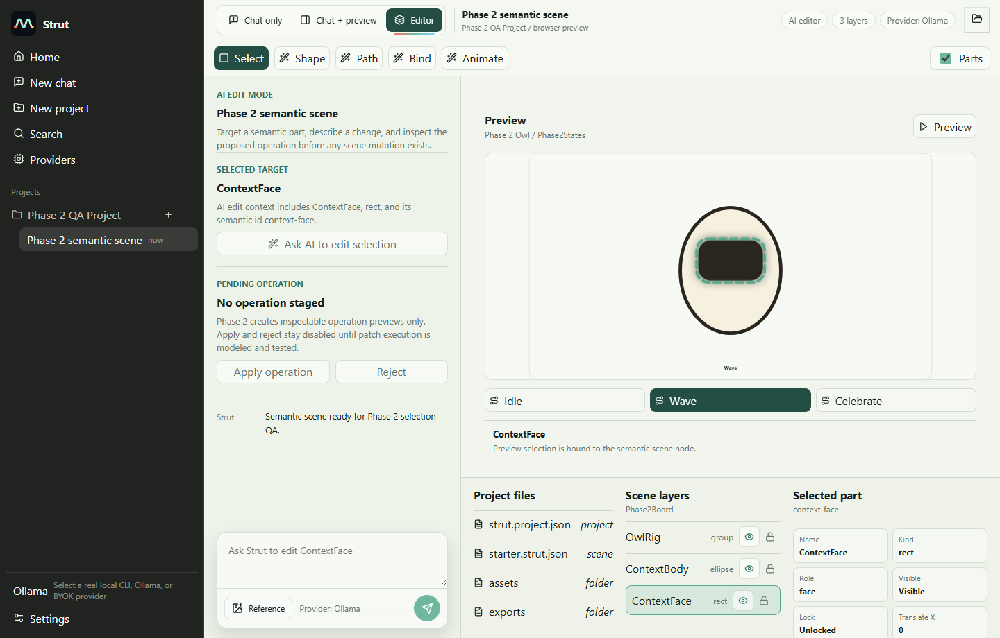 Strut
Home
New chat
New project
Search
Providers
Projects
Phase 2 QA Project +
Phase 2 semantic scene now
Ollama Select a real local CLI, Ollama, or
BYOK provider
Settings
Chat only Chat + preview Editor
Phase 2 semantic scene
Phase 2 QA Project / browser preview
AI editor 3 layers Provider: Ollama
Select Shape Path Bind Animate Parts
AI EDIT MODE
Phase 2 semantic scene
Target a semantic part, describe a change, and inspect the
proposed operation before any scene mutation exists.
SELECTED TARGET
ContextFace
AI edit context includes ContextFace, rect, and its
semantic id context-face.
Ask AI to edit selection
PENDING OPERATION
No operation staged
Phase 2 creates inspectable operation previews only.
Apply and reject stay disabled until patch execution is
modeled and tested.
Apply operation Reject
Strut Semantic scene ready for Phase 2 selection
QA.
Ask Strut to edit ContextFace
Reference Provider: Ollama
Preview
Phase 2 Owl / Phase2States
Preview
Wave
Idle Wave Celebrate
ContextFace
Preview selection is bound to the semantic scene node.
Project files
strut.project.json project
starter.strut.json scene
assets folder
exports folder
Scene layers
Phase2Board
OwlRig group
ContextBody ellipse
ContextFace rect
Selected part
context-face
Name Kind
ContextFace rect
Role Visible
face Visible
Lock Translate X
Unlocked 0